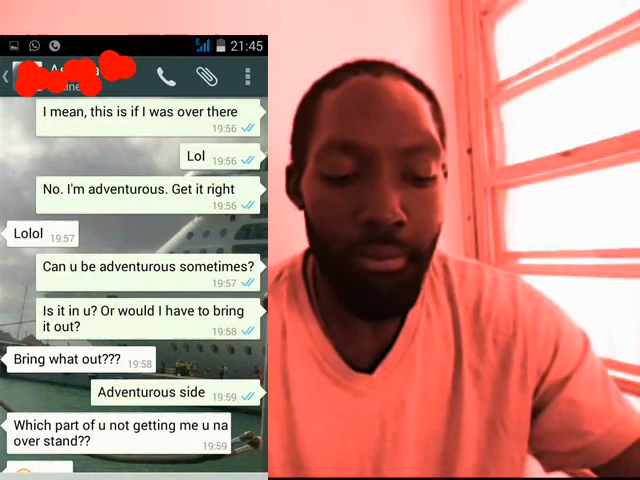 21:45
I mean, this is if I was over there
19:56
Lol
19:56
No. I'm adventurous. Get it right
19:56
Lolol
19:57
Can u be adventurous sometimes?
19:57
Is it in u? Or would I have to bring
it out?
19:58
Bring what out???
19:58
Adventurous side
19:59
Which part of u not getting me u na
over stand??
19:59